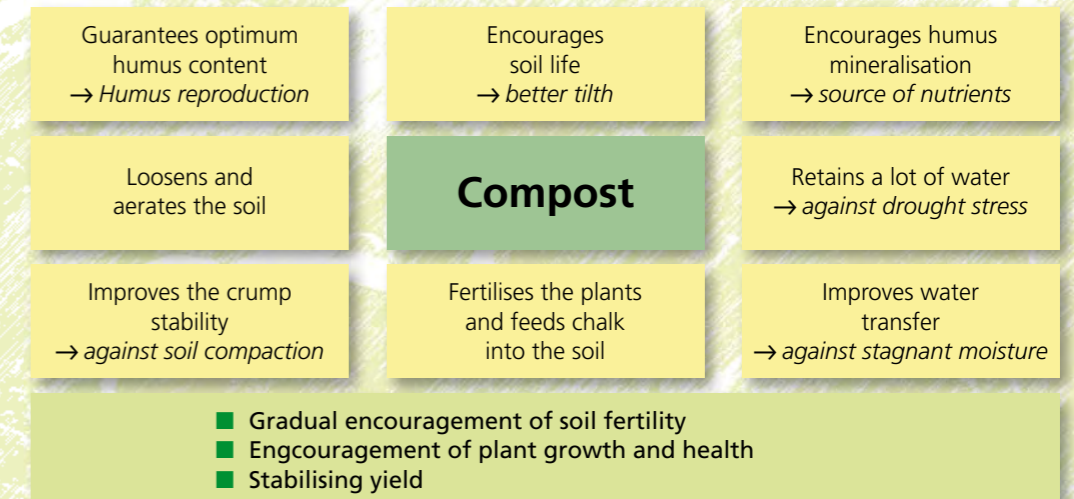 Guarantees optimum
humus content
→ Humus reproduction
Encourages
soil life
→ better tilth
Encourages humus
mineralisation
→ source of nutrients
Loosens and
aerates the soil
Compost
Retains a lot of water
→ against drought stress
Improves the crump
stability
→ against soil compaction
Fertilises the plants
and feeds chalk
into the soil
Improves water
transfer
→ against stagnant moisture
■ Gradual encouragement of soil fertility
■ Engcouragement of plant growth and health
■ Stabilising yield